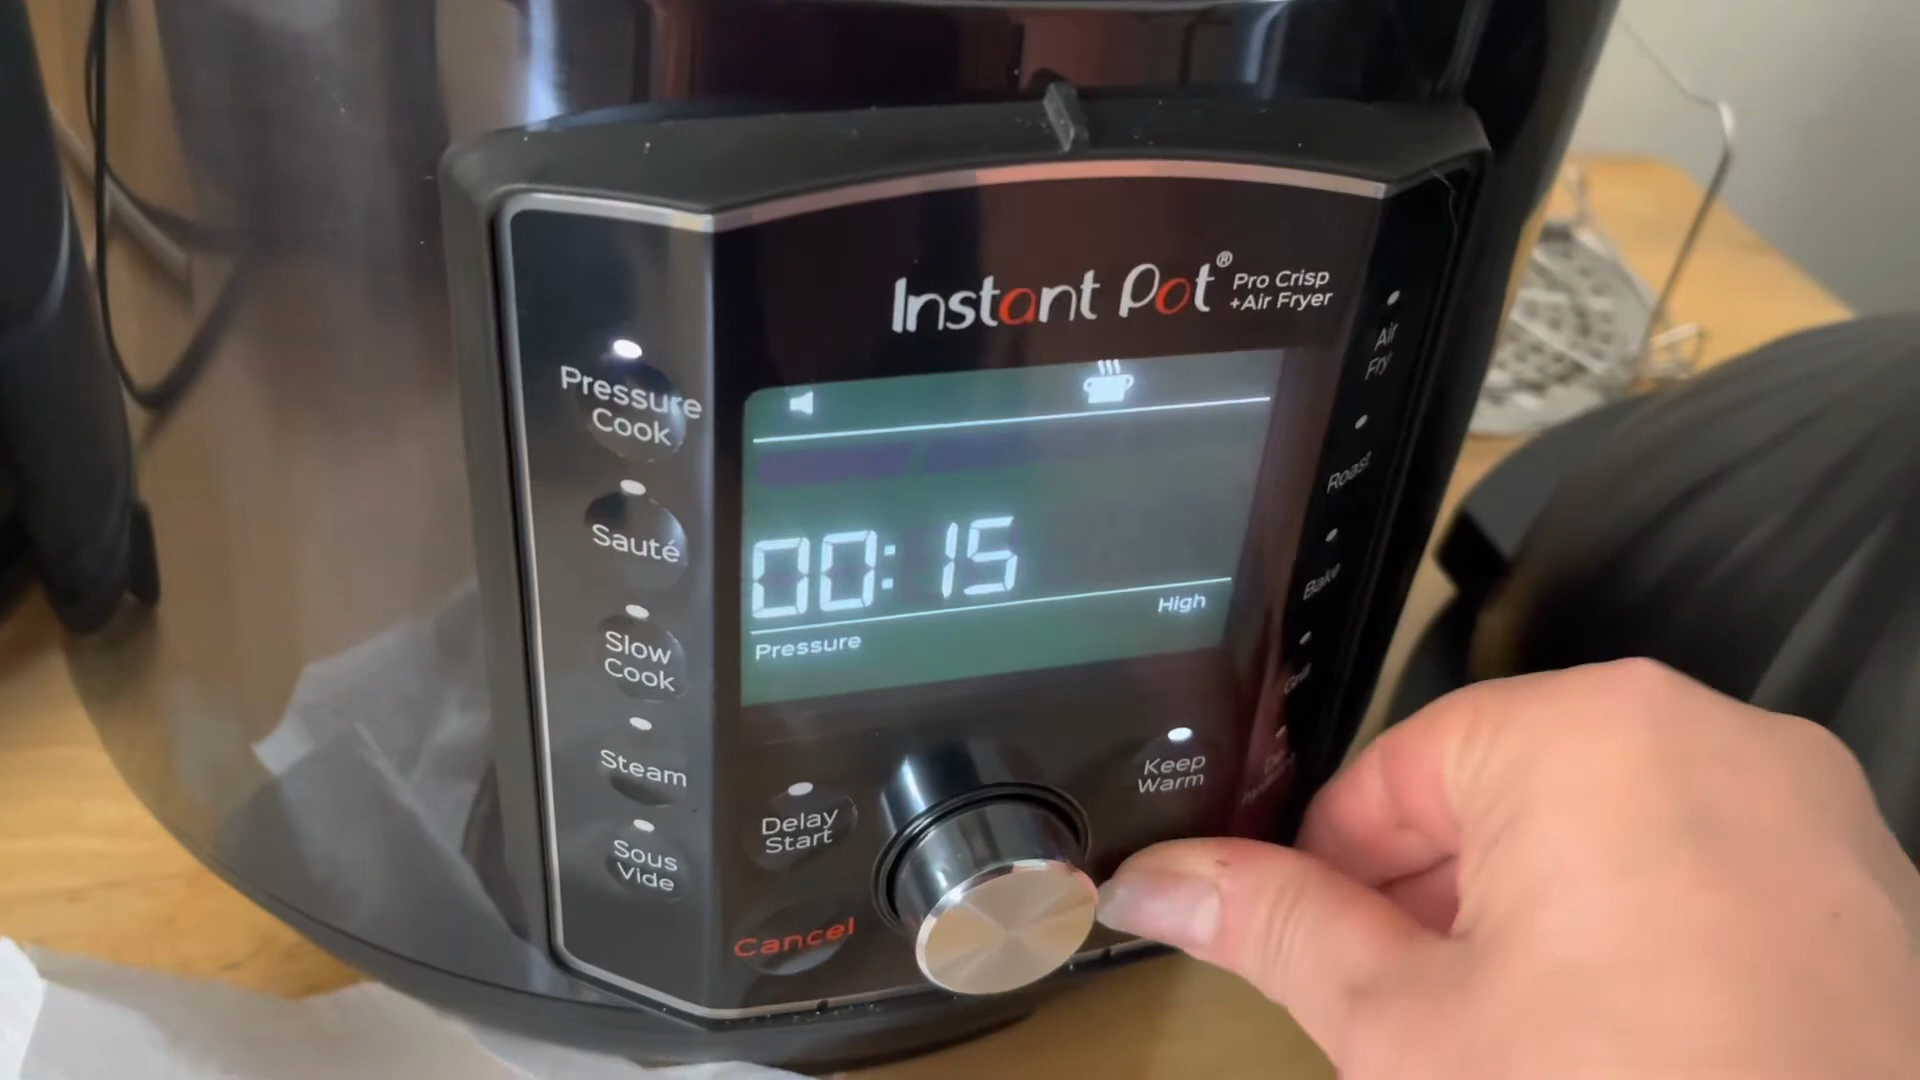 Instant Pot®
Pro Crisp
+Air Fryer
Pressure
Cook
Sauté
Slow
Cook
Steam
Sous
Vide
00:15
Pressure
High
Delay
Start
Keep
Warm
Cancel
Air
Fry
Roast
Bake
Grill